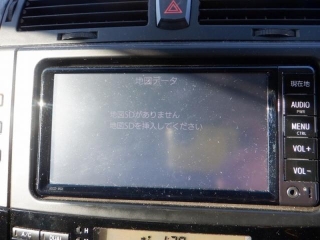 地図データ
地図SDがありません
地図SDを挿入してください
現在地
AUDIO
MENU
CTRL
VOL+
VOL-
A/C